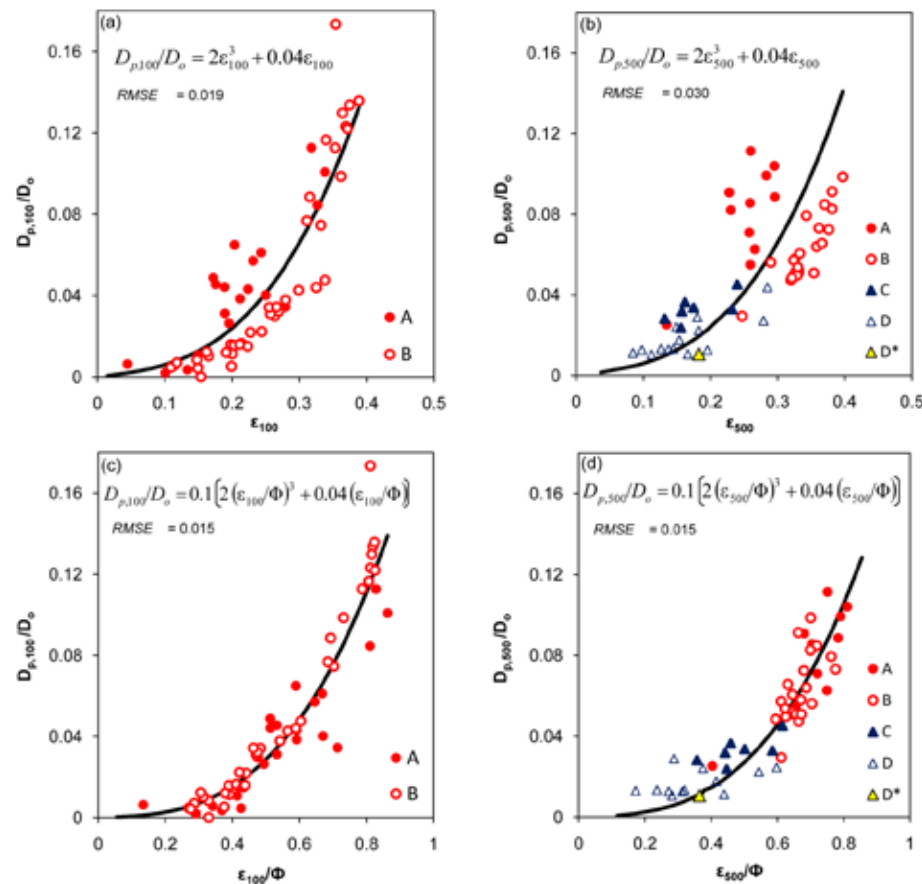 (a)
D_{p,100}/D_o = 2ε³_{100} + 0.04ε_{100}
RMSE = 0.019
D_{p,100}/D_o
0.16
0.12
0.08
0.04
0
0 0.1 0.2 0.3 0.4 0.5
ε_{100}
A
B
(b)
D_{p,500}/D_o = 2ε³_{500} + 0.04ε_{500}
RMSE = 0.030
D_{p,500}/D_o
0.16
0.12
0.08
0.04
0
0 0.1 0.2 0.3 0.4 0.5
ε_{500}
A
B
C
D
D*
(c)
D_{p,100}/D_o = 0.1[2(ε_{100}/Φ)³ + 0.04(ε_{100}/Φ)]
RMSE = 0.015
D_{p,100}/D_o
0.16
0.12
0.08
0.04
0
0 0.2 0.4 0.6 0.8 1
ε_{100}/Φ
A
B
(d)
D_{p,500}/D_o = 0.1[2(ε_{500}/Φ)³ + 0.04(ε_{500}/Φ)]
RMSE = 0.015
D_{p,500}/D_o
0.16
0.12
0.08
0.04
0
0 0.2 0.4 0.6 0.8 1
ε_{500}/Φ
A
B
C
D
D*